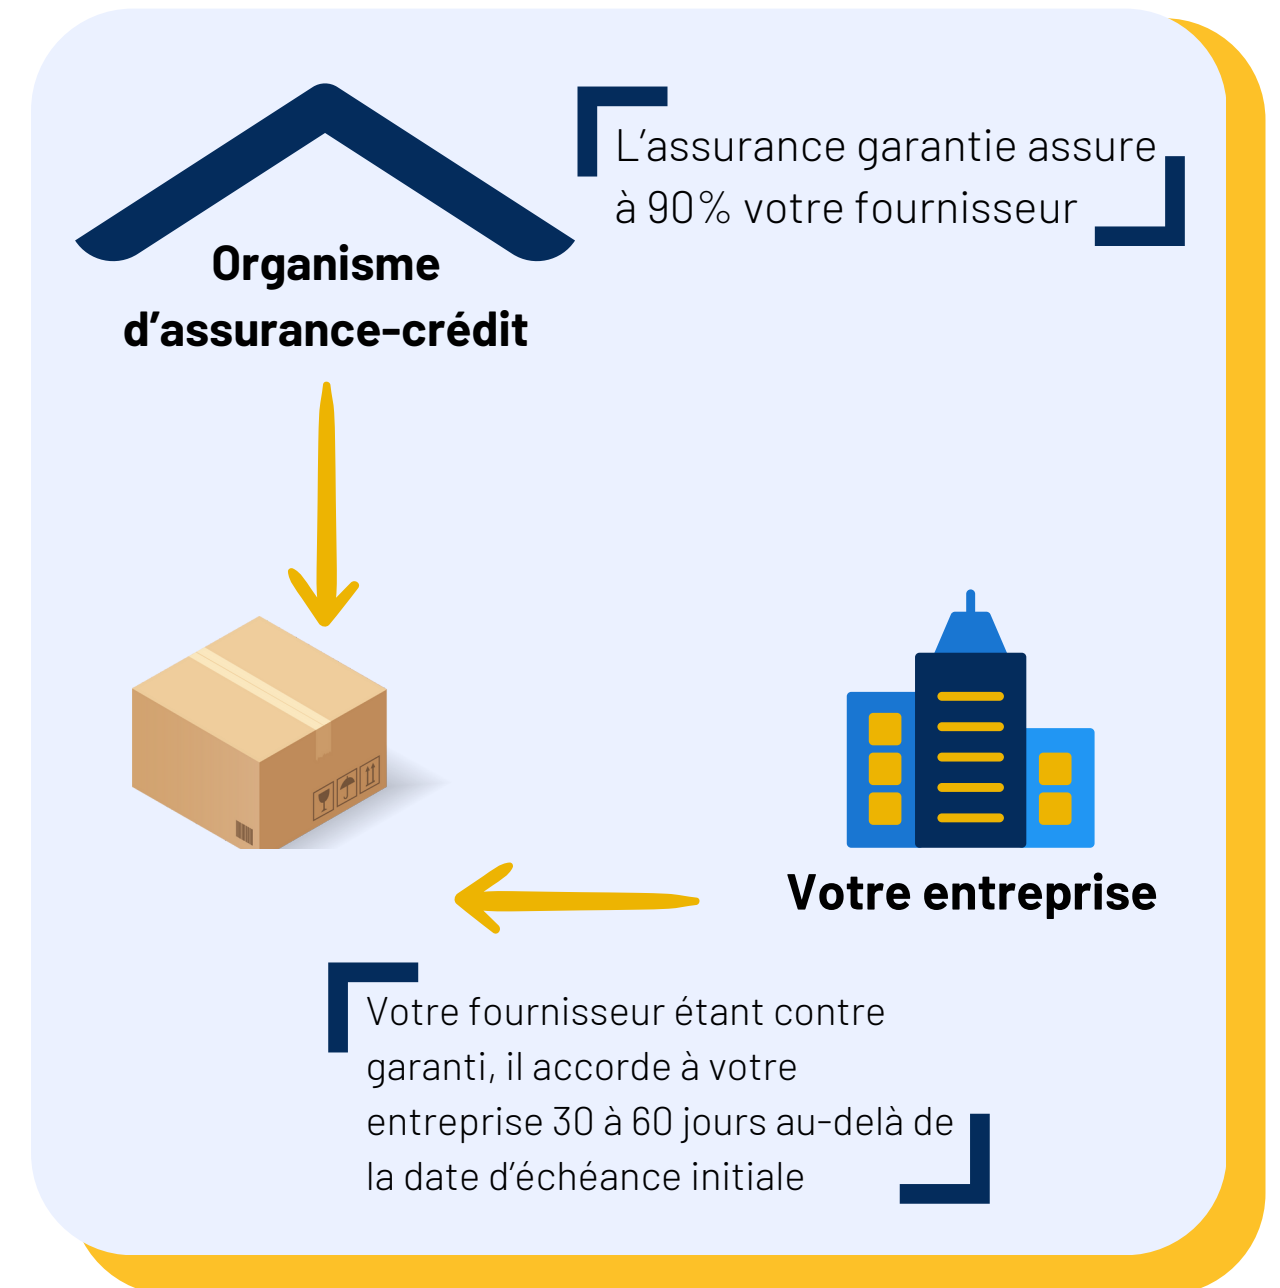 L’assurance garantie assure
à 90% votre fournisseur
Organisme
d’assurance-crédit
Votre entreprise
Votre fournisseur étant contre
garanti, il accorde à votre
entreprise 30 à 60 jours au-delà de
la date d’échéance initiale